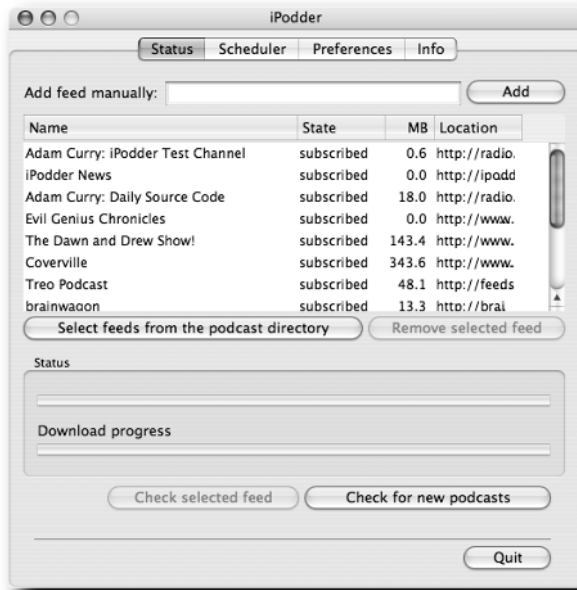 iPodder
Status Scheduler Preferences Info
Add feed manually: Add
Name State MB Location
Adam Curry: iPodder Test Channel subscribed 0.6 http://radio.
iPodder News subscribed 0.0 http://ipodd
Adam Curry: Daily Source Code subscribed 18.0 http://radio.
Evil Genius Chronicles subscribed 0.0 http://www.
The Dawn and Drew Show! subscribed 143.4 http://www.
Coverville subscribed 343.6 http://www.
Treo Podcast subscribed 48.1 http://feeds
brainwagon subscribed 13.3 http://brai
Select feeds from the podcast directory Remove selected feed
Status
Download progress
Check selected feed Check for new podcasts
Quit